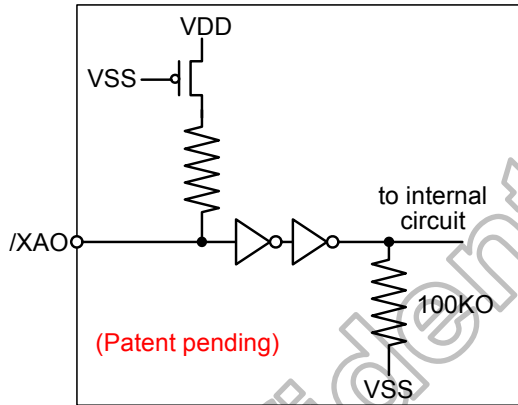 VDD
VSS
to internal
circuit
/XAO
100KO
(Patent pending)
VSS